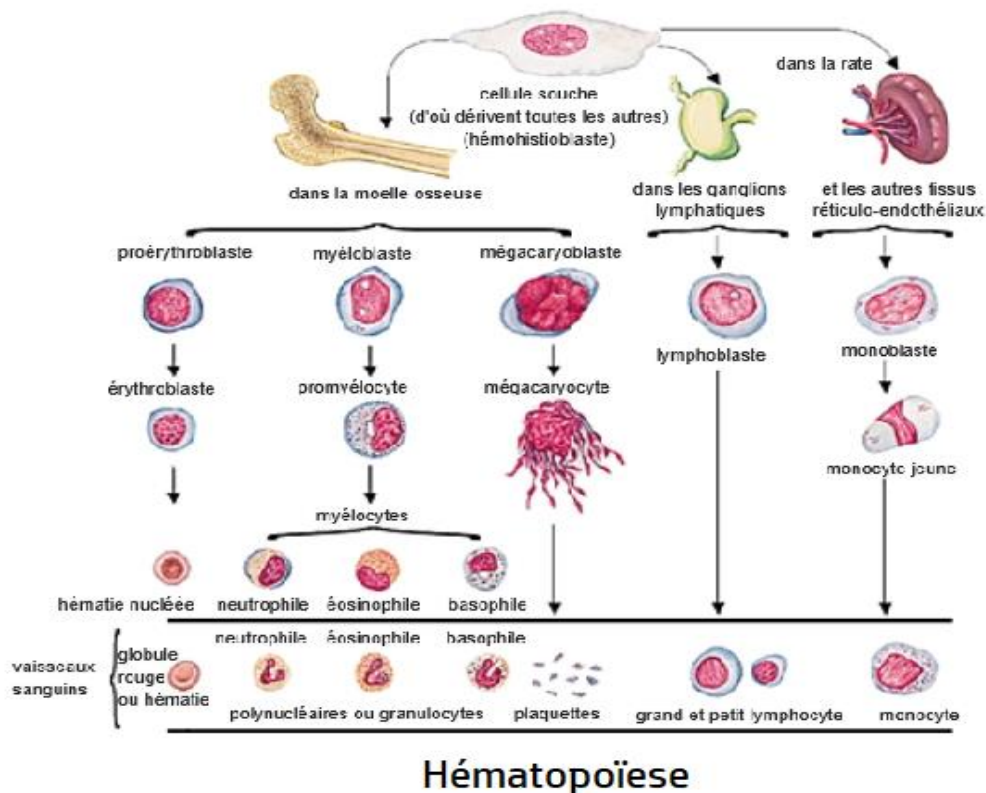 dans la rate
cellule souche
(d'où dérivent toutes les autres)
(hémohistioblaste)
dans la moelle osseuse
dans les ganglions
lymphatiques
et les autres tissus
réticulo-endothéliaux
proérythroblaste
myéloblaste
mégacaryoblaste
lymphoblaste
monoblaste
érythroblaste
promyélocyte
mégacaryocyte
monocyte jeune
myélocytes
hématie nucléée
neutrophile
éosinophile
basophile
neutrophile
éosinophile
basophile
vaisseaux
sanguins
globule
rouge
ou hématie
polynucléaires ou granulocytes
plaquettes
grand et petit lymphocyte
monocyte
Hématopoïese